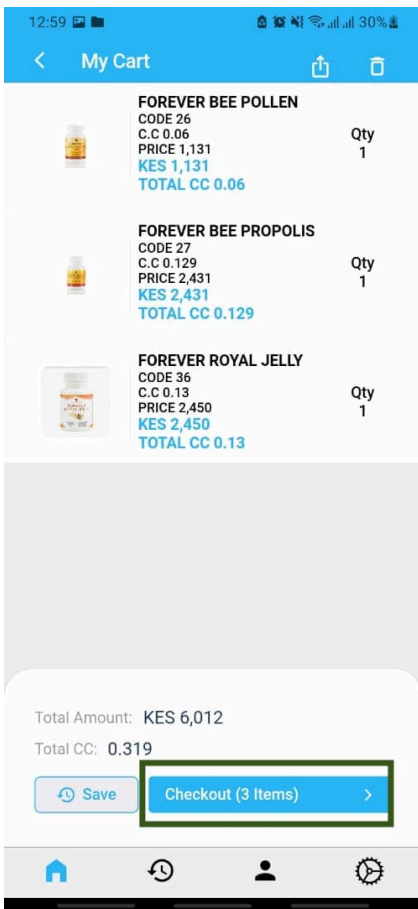 12:59
30%
My Cart
FOREVER BEE POLLEN
CODE 26
C.C 0.06
PRICE 1,131
KES 1,131
TOTAL CC 0.06
Qty
1
FOREVER BEE PROPOLIS
CODE 27
C.C 0.129
PRICE 2,431
KES 2,431
TOTAL CC 0.129
Qty
1
FOREVER ROYAL JELLY
CODE 36
C.C 0.13
PRICE 2,450
KES 2,450
TOTAL CC 0.13
Qty
1
Total Amount: KES 6,012
Total CC: 0.319
Save
Checkout (3 Items)